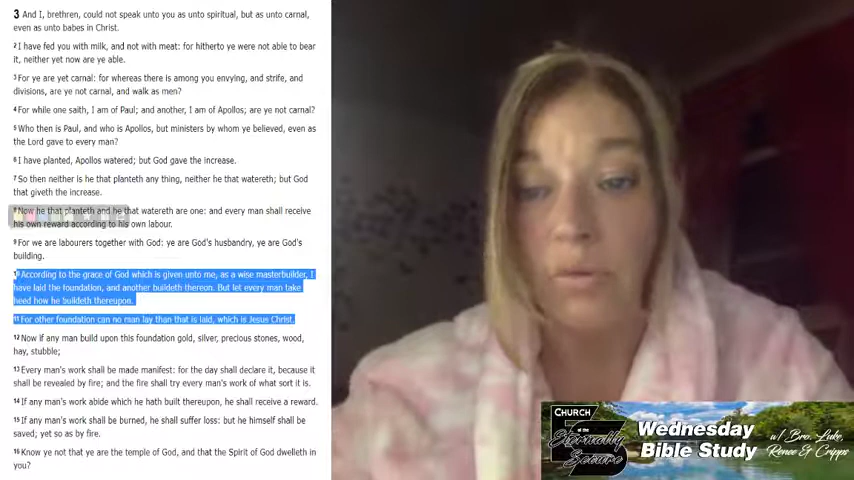 3 And I, brethren, could not speak unto you as unto spiritual, but as unto carnal,
even as unto babes in Christ.
2 I have fed you with milk, and not with meat: for hitherto ye were not able to bear
it, neither yet now are ye able.
3 For ye are yet carnal: for whereas there is among you envying, and strife, and
divisions, are ye not carnal, and walk as men?
4 For while one saith, I am of Paul; and another, I am of Apollos; are ye not carnal?
5 Who then is Paul, and who is Apollos, but ministers by whom ye believed, even as
the Lord gave to every man?
6 I have planted, Apollos watered; but God gave the increase.
7 So then neither is he that planteth any thing, neither he that watereth; but God
that giveth the increase.
8 Now he that planteth and he that watereth are one: and every man shall receive
his own reward according to his own labour.
9 For we are labourers together with God: ye are God's husbandry, ye are God's
building.
10 According to the grace of God which is given unto me, as a wise masterbuilder, I
have laid the foundation, and another buildeth thereon. But let every man take
heed how he buildeth thereupon.
11 For other foundation can no man lay than that is laid, which is Jesus Christ.
12 Now if any man build upon this foundation gold, silver, precious stones, wood,
hay, stubble;
13 Every man's work shall be made manifest: for the day shall declare it, because it
shall be revealed by fire; and the fire shall try every man's work of what sort it is.
14 If any man's work abide which he hath built thereupon, he shall receive a reward.
15 If any man's work shall be burned, he shall suffer loss: but he himself shall be
saved; yet so as by fire.
16 Know ye not that ye are the temple of God, and that the Spirit of God dwelleth in
you?
CHURCH
of the
Eternally
Secure
Wednesday
Bible Study
w/ Bro. Luke,
Renee & Cripps